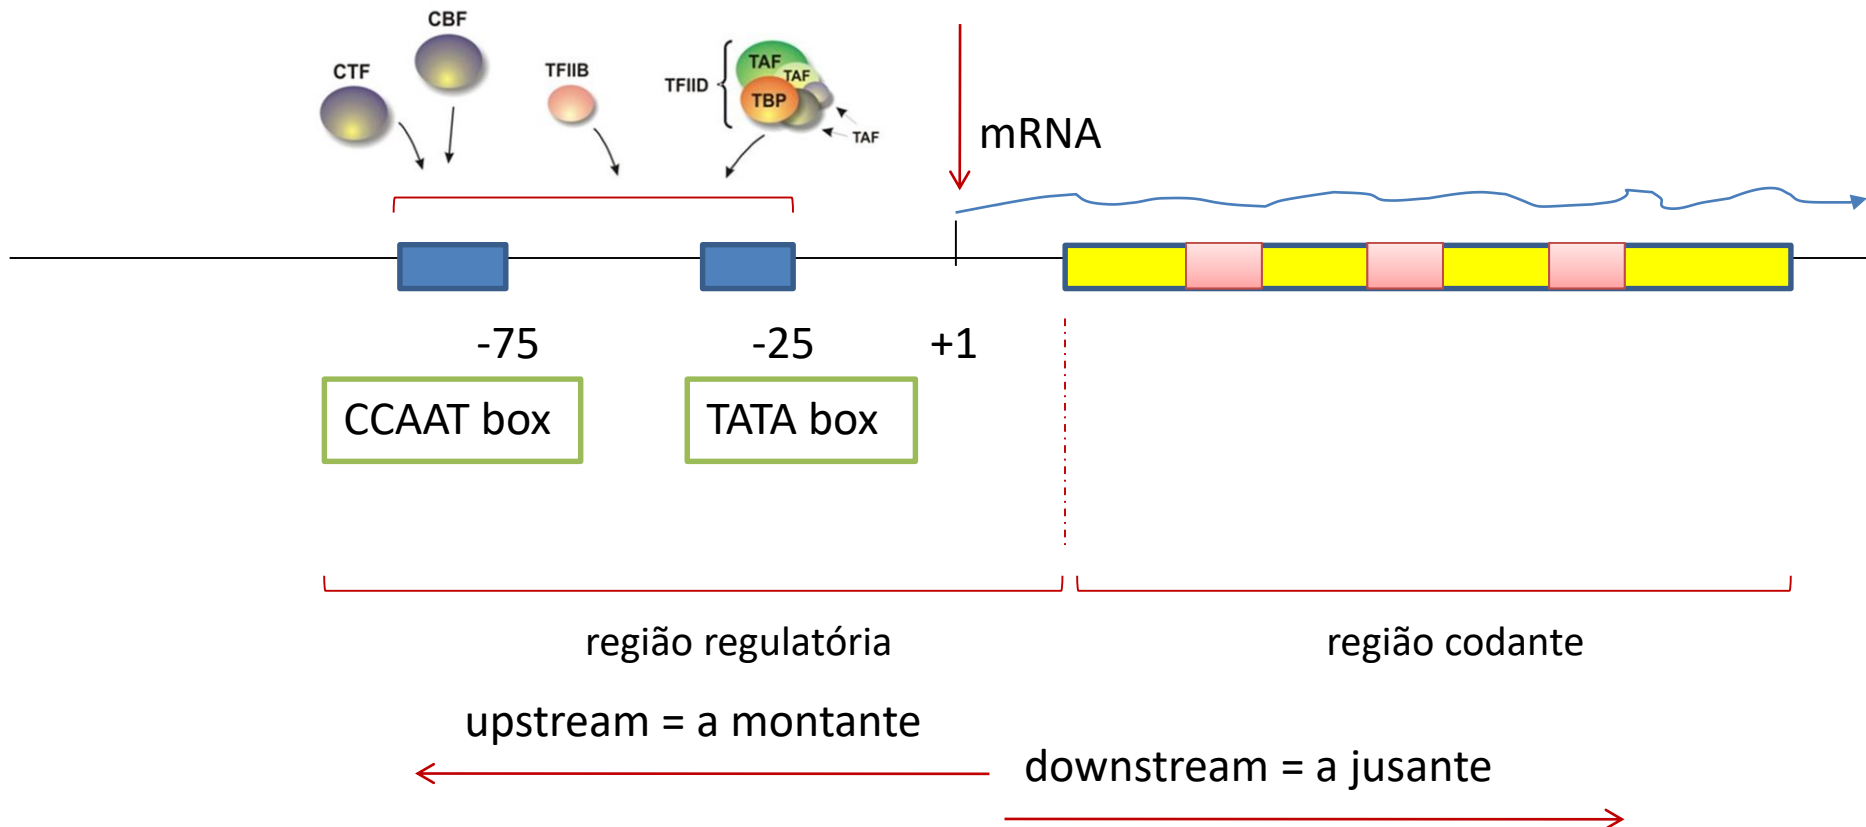 CBF
CTF
TFIIB
TFIID
TAF
TAF
TBP
TAF
mRNA
-75
-25
+1
CCAAT box
TATA box
região regulatória
região codante
upstream = a montante
downstream = a jusante